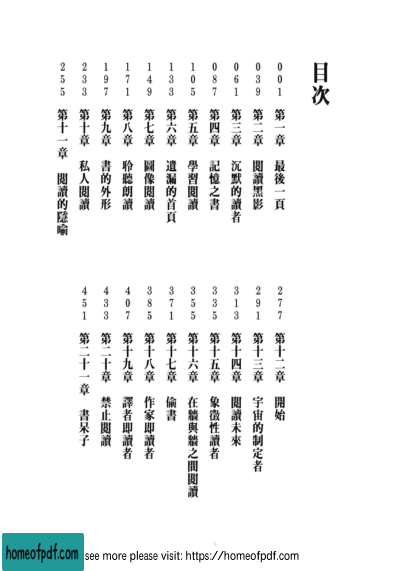 目次
001 第一章 最後一頁
039 第二章 閱讀黑影
061 第三章 沉默的讀者
087 第四章 記憶之書
105 第五章 學習閱讀
133 第六章 遺漏的首頁
149 第七章 圖像閱讀
171 第八章 聆聽朗讀
197 第九章 書的外形
233 第十章 私人閱讀
255 第十一章 閱讀的隱喻
277 第十二章 開始
291 第十三章 宇宙的制定者
313 第十四章 閱讀未來
335 第十五章 象徵性讀者
355 第十六章 在牆與牆之間閱讀
371 第十七章 偷書
385 第十八章 作家即讀者
407 第十九章 譯者即讀者
433 第二十章 禁止閱讀
451 第二十一章 書呆子
homeofpdf.com see more please visit: https://homeofpdf.com